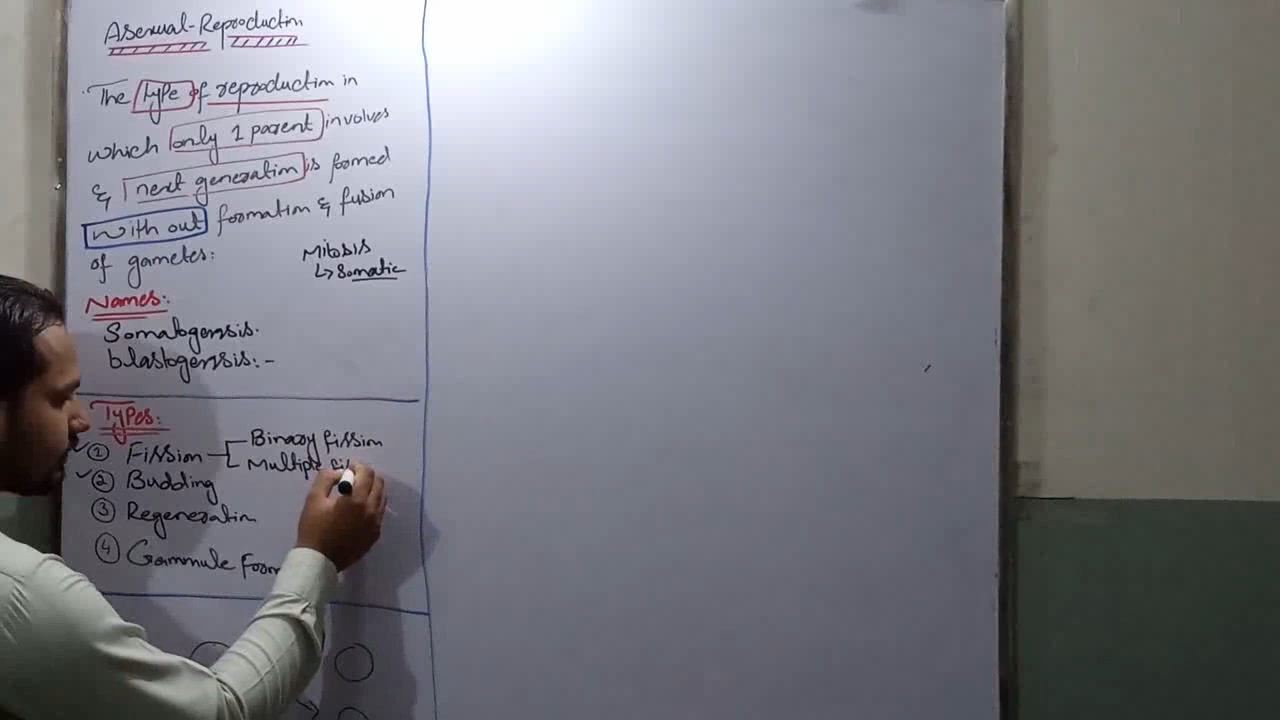 Asexual-Reproduction
The type of reproduction in
which only 1 parent involves
& next generation is formed
with out formation & fusion
of gametes:
Mitosis
↳ Somatic
Names:
Somatogensis.
blastogensis:-
Types:
① Fission Binary fission
Multiple fi
② Budding
③ Regeneration
④ Gammule Form